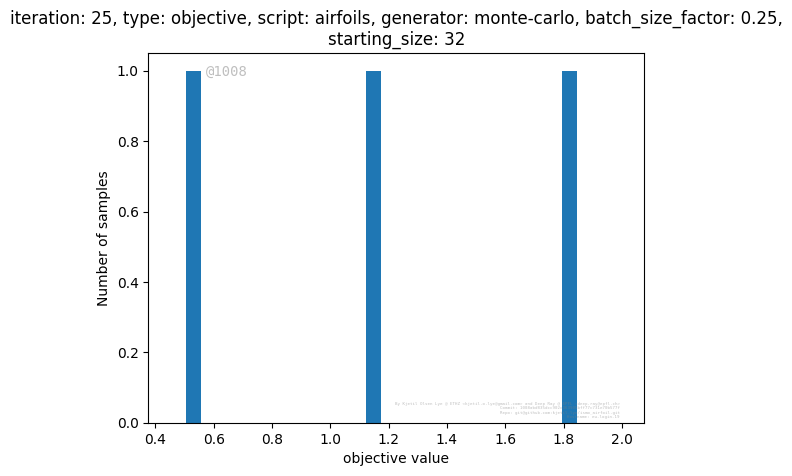 iteration: 25, type: objective, script: airfoils, generator: monte-carlo, batch_size_factor: 0.25,
starting_size: 32
@1008
1.0
0.8
0.6
0.4
0.2
0.0
Number of samples
0.4 0.6 0.8 1.0 1.2 1.4 1.6 1.8 2.0
objective value